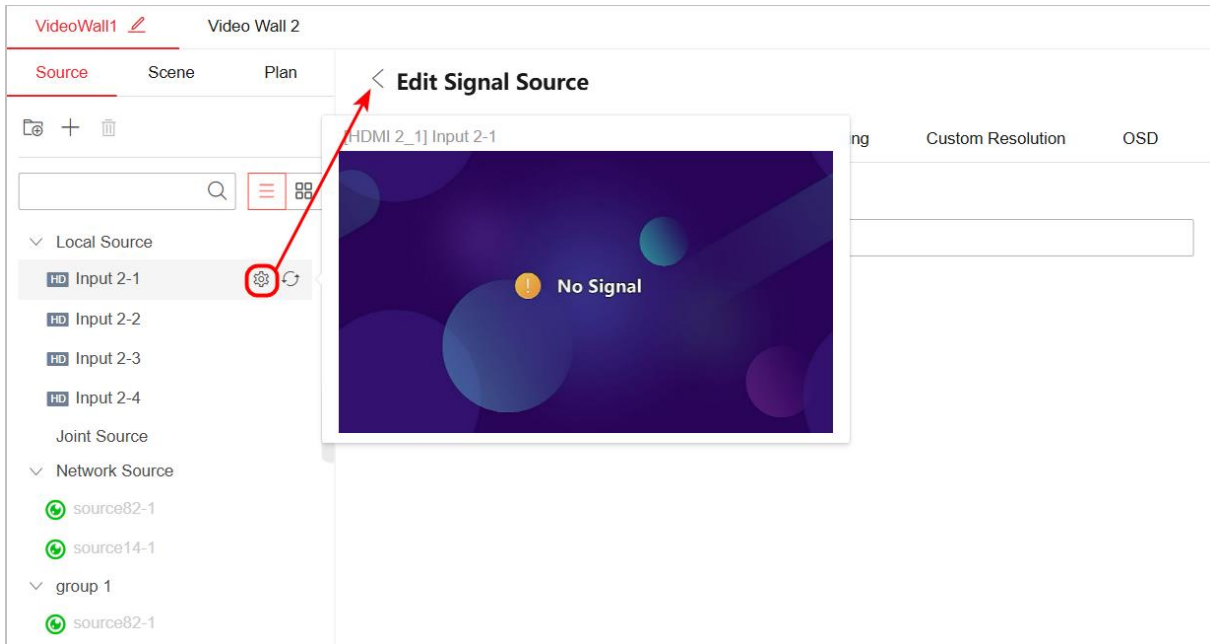 VideoWall1 Video Wall 2
Source Scene Plan
Edit Signal Source
[HDMI 2_1] Input 2-1
ng Custom Resolution OSD
No Signal
Local Source
HD Input 2-1
HD Input 2-2
HD Input 2-3
HD Input 2-4
Joint Source
Network Source
source82-1
source14-1
group 1
source82-1